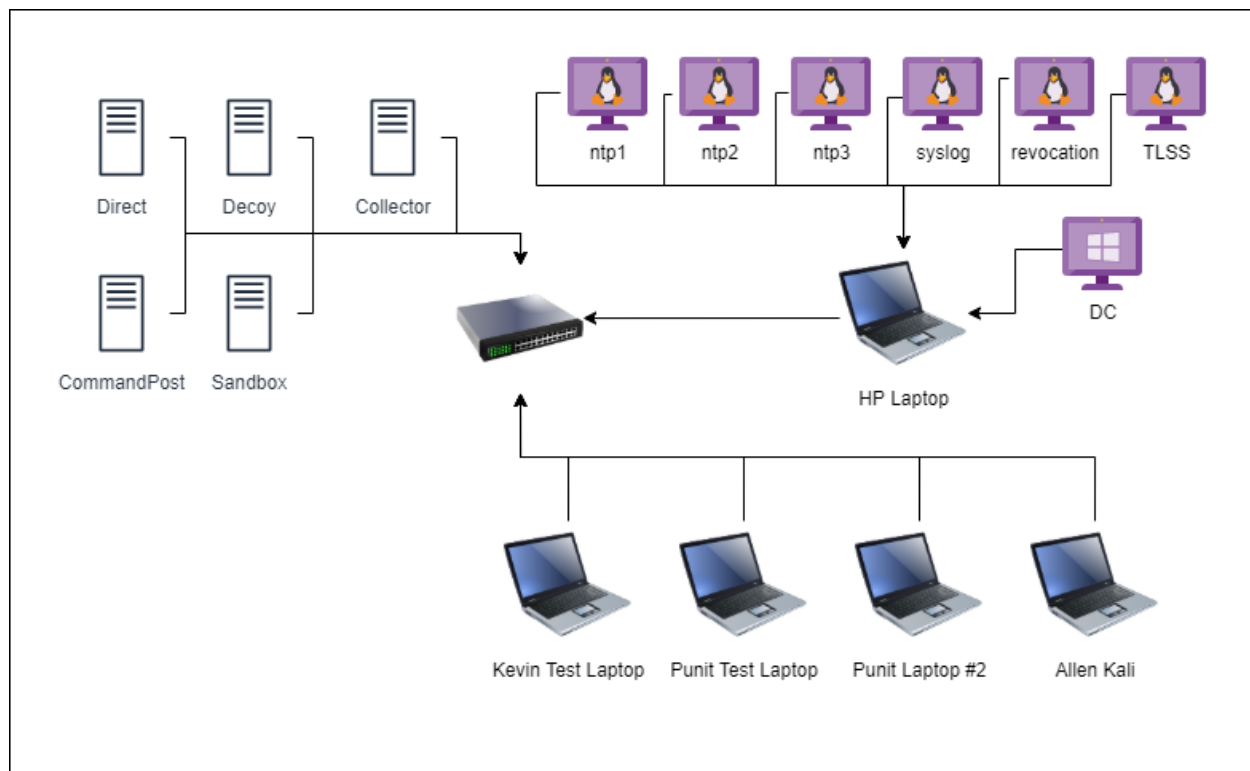 ntp1
ntp2
ntp3
syslog
revocation
TLSS
Direct
Decoy
Collector
DC
CommandPost
Sandbox
HP Laptop
Kevin Test Laptop
Punit Test Laptop
Punit Laptop #2
Allen Kali